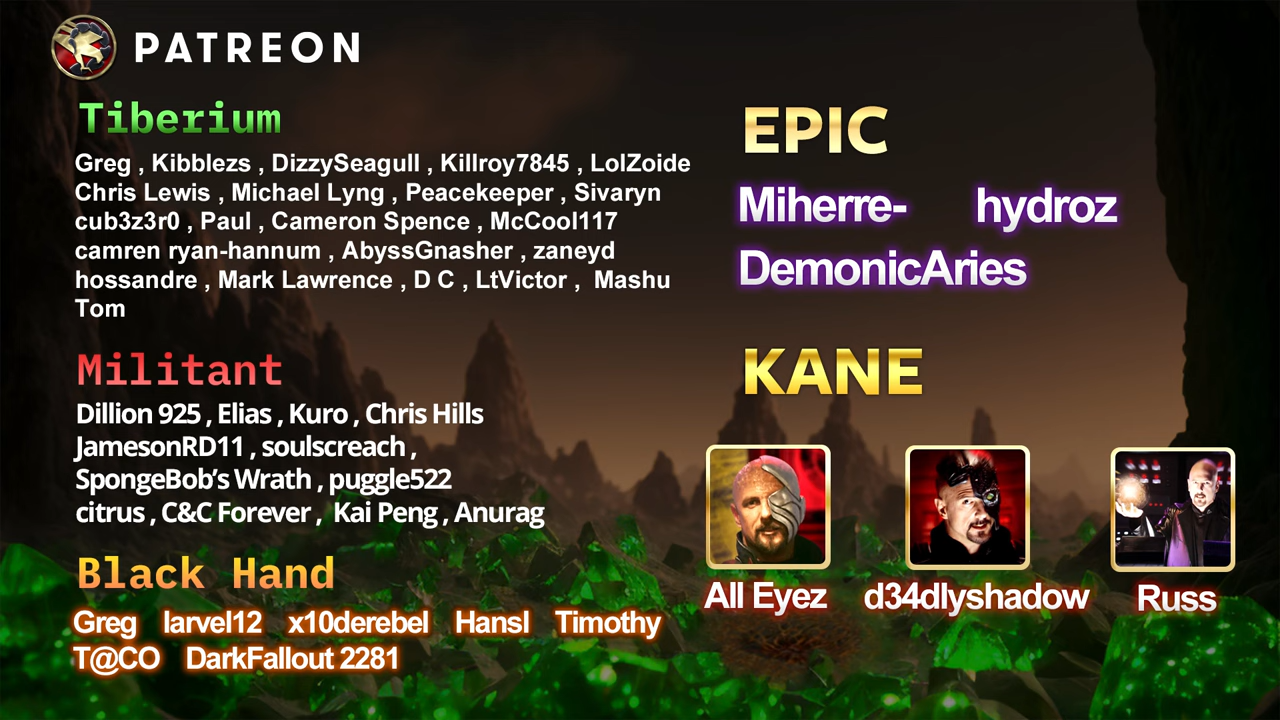 PATREON
Tiberium
Greg , Kibblezs , DizzySeagull , Killroy7845 , LolZoide
Chris Lewis , Michael Lyng , Peacekeeper , Sivaryn
cub3z3r0 , Paul , Cameron Spence , McCool117
camren ryan-hannum , AbyssGnasher , zaneyd
hossandre , Mark Lawrence , D C , LtVictor ,  Mashu
Tom
Militant
Dillion 925 , Elias , Kuro , Chris Hills
JamesonRD11 , soulscreach ,
SpongeBob’s Wrath , puggle522
citrus , C&C Forever ,  Kai Peng , Anurag
Black Hand
Greg larvel12 x10derebel Hansl Timothy
T@CO DarkFallout 2281
EPIC
Miherre- hydroz
DemonicAries
KANE
All Eyez d34dlyshadow Russ